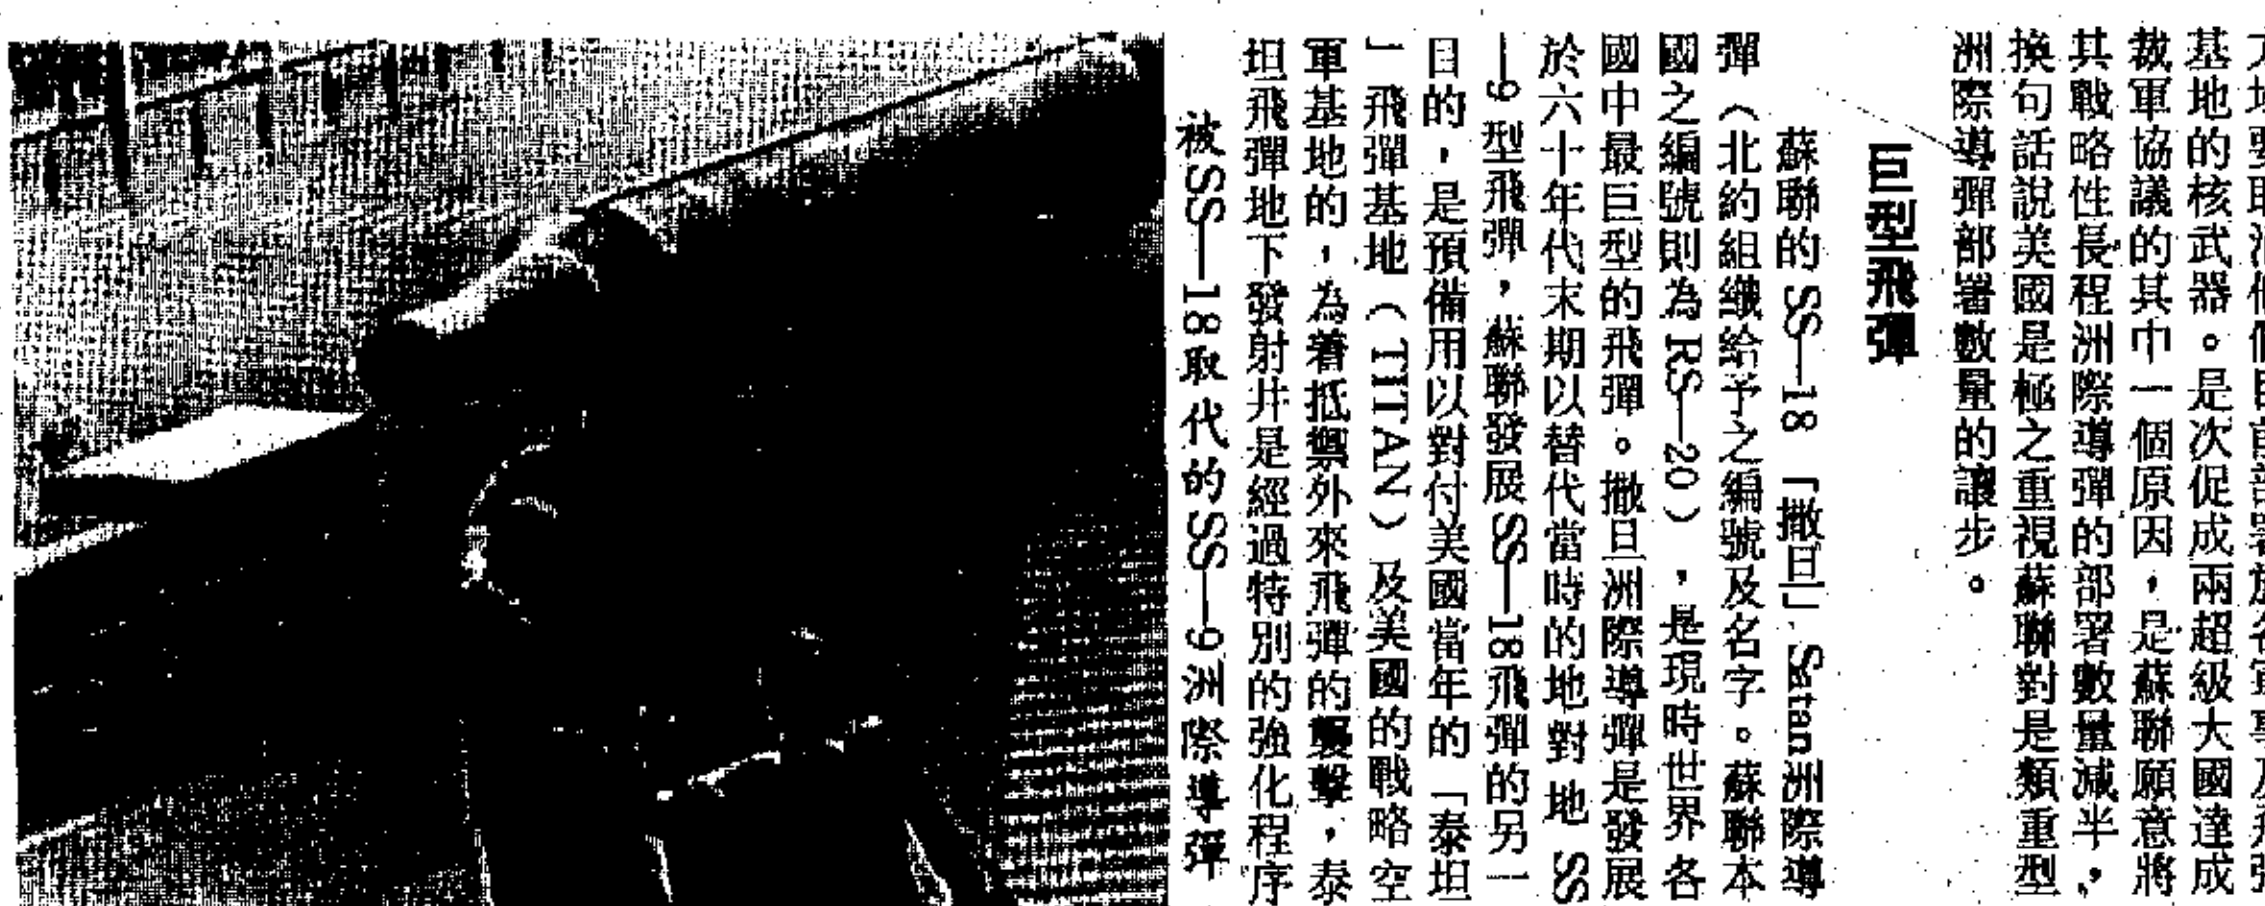 基地的核武器。是次促成兩超級大國達成
裁軍協議的其中一個原因，是蘇聯願意將
其戰略性長程洲際導彈的部署數量減半，
換句話說美國是極之重視蘇聯對是類重型
洲際導彈部署數量的讓步。
巨型飛彈
蘇聯的SS—18「撒旦」Satan洲際導
彈（北約組織給予之編號及名字。蘇聯本
國之編號則為RS—20），是現時世界各
國中最巨型的飛彈。撒旦洲際導彈是發展
於六十年代末期以替代當時的地對地SS
—9型飛彈，蘇聯發展SS—18飛彈的另一
目的，是預備用以對付美國當年的「泰坦
」飛彈基地（TITAN）及美國的戰略空
軍基地的，為着抵禦外來飛彈的襲擊，泰
坦飛彈地下發射井是經過特別的強化程序
被SS—18取代的SS—9洲際導彈